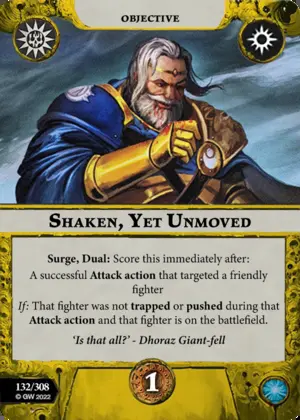 OBJECTIVE
SHAKEN, YET UNMOVED
Surge, Dual: Score this immediately after:
A successful Attack action that targeted a friendly
fighter
If: That fighter was not trapped or pushed during that
Attack action and that fighter is on the battlefield.
‘Is that all?’ - Dhoraz Giant-fell
132/308
© GW 2022
1